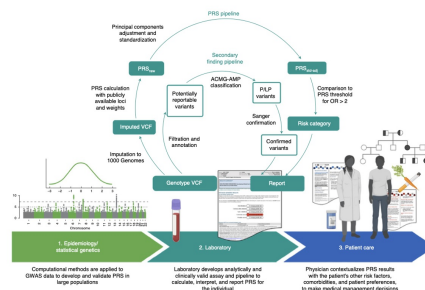 PRS pipeline
Principal components
adjustment and
standardization
Secondary
finding pipeline
ACMG-AMP
classification
PRS calculation
with publicly
available loci
and weights
Potentially
reportable
variants
P/LP
variants
Comparison to
PRS threshold
for OR > 2
Imputed VCF
Sanger
confirmation
Risk category
Filtration and
annotation
Imputation to
1000 Genomes
Confirmed
variants
Genotype VCF
Report
Chromosome
1. Epidemiology/
statistical genetics
2. Laboratory
3. Patient care
Computational methods are applied to
GWAS data to develop and validate PRS in
large populations
Laboratory develops analytically and
clinically valid assay and pipeline to
calculate, interpret, and report PRS for
the individual.
Physician contextualizes PRS results
with the patient's other risk factors,
comorbidities, and patient preferences,
to make medical management decisions